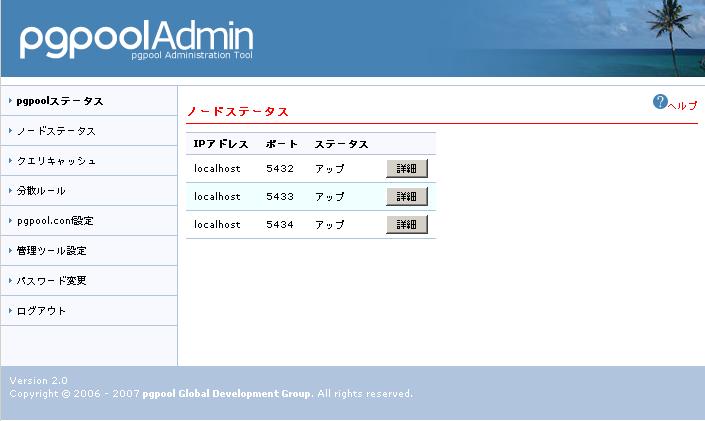 pgpoolAdmin
pgpool Administration Tool
pgpoolステータス
ノードステータス
クエリキャッシュ
分散ルール
pgpool.conf設定
管理ツール設定
パスワード変更
ログアウト
?ヘルプ
ノードステータス
IPアドレス ポート ステータス
localhost 5432 アップ 詳細
localhost 5433 アップ 詳細
localhost 5434 アップ 詳細
Version 2.0
Copyright © 2006 - 2007 pgpool Global Development Group. All rights reserved.